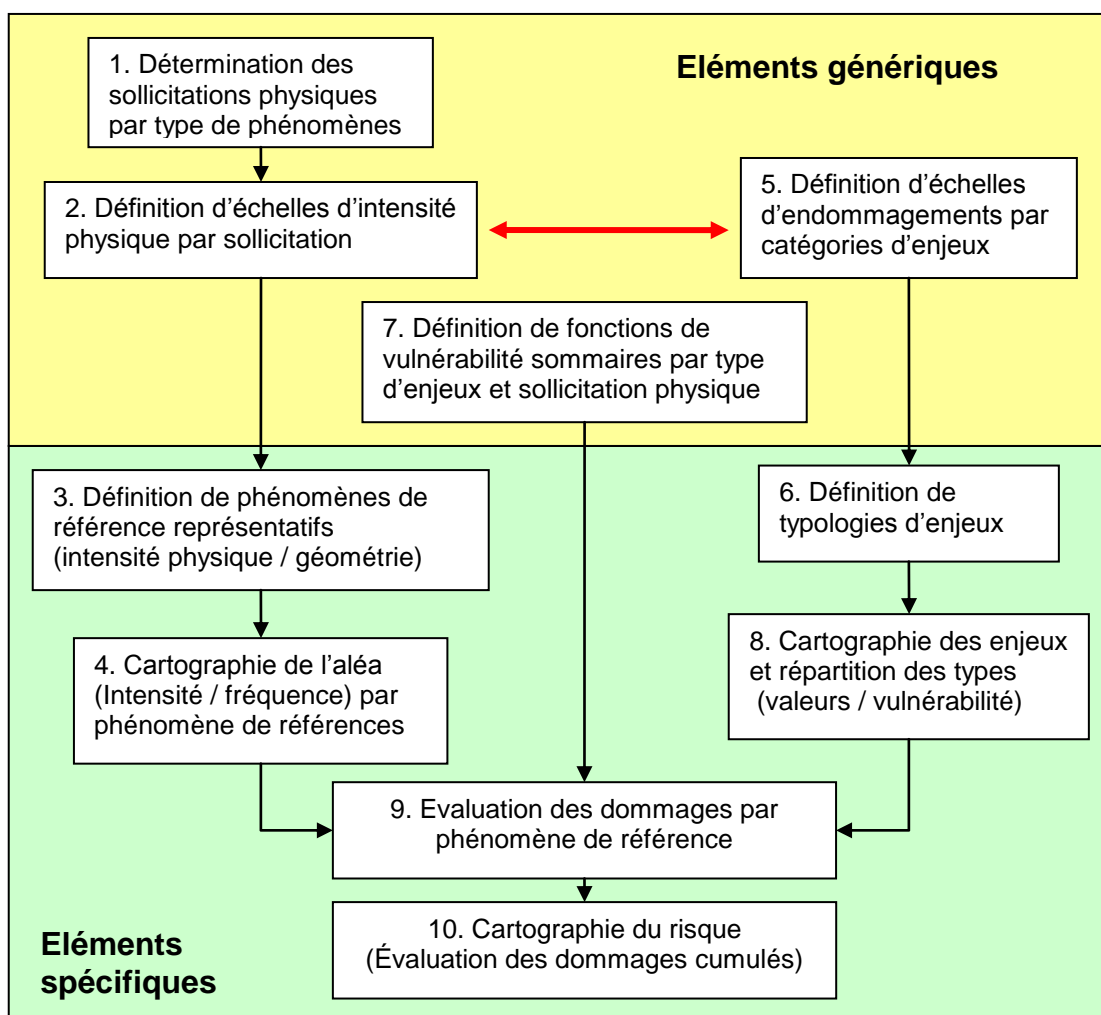 Eléments génériques
1. Détermination des
sollicitations physiques
par type de phénomènes
2. Définition d'échelles d'intensité
physique par sollicitation
5. Définition d'échelles
d'endommagements par
catégories d'enjeux
7. Définition de fonctions de
vulnérabilité sommaires par type
d'enjeux et sollicitation physique
3. Définition de phénomènes de
référence représentatifs
(intensité physique / géométrie)
6. Définition de
typologies d'enjeux
4. Cartographie de l'aléa
(Intensité / fréquence) par
phénomène de références
8. Cartographie des enjeux
et répartition des types
(valeurs / vulnérabilité)
9. Evaluation des dommages par
phénomène de référence
10. Cartographie du risque
(Évaluation des dommages cumulés)
Eléments
spécifiques